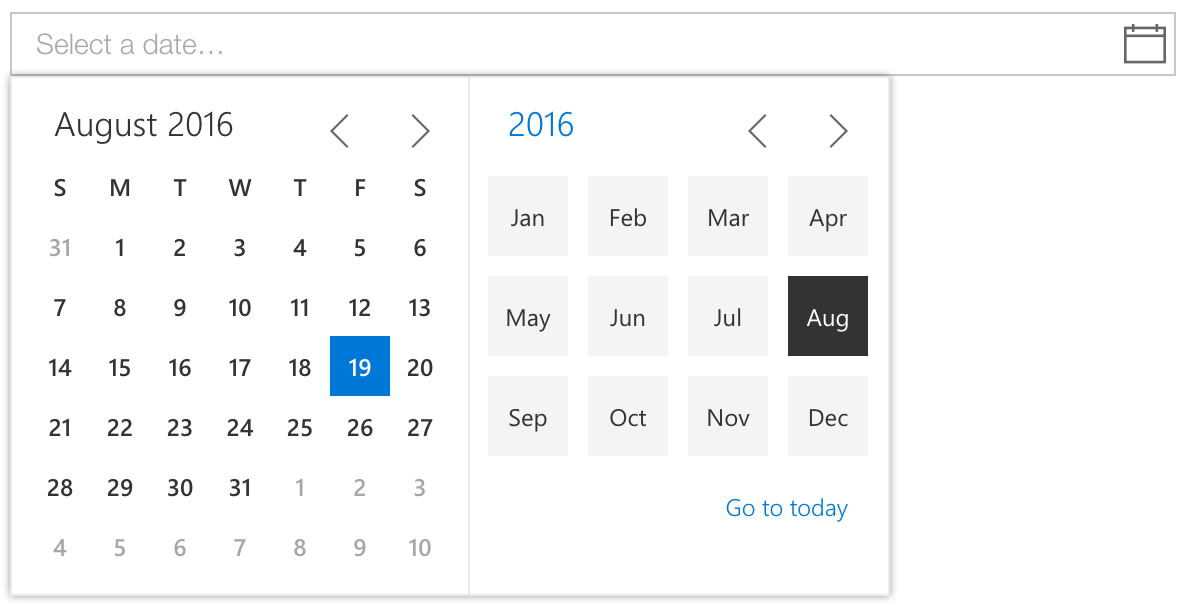 Select a date...
August 2016
S M T W T F S
31 1 2 3 4 5 6
7 8 9 10 11 12 13
14 15 16 17 18 19 20
21 22 23 24 25 26 27
28 29 30 31 1 2 3
4 5 6 7 8 9 10
2016
Jan Feb Mar Apr
May Jun Jul Aug
Sep Oct Nov Dec
Go to today